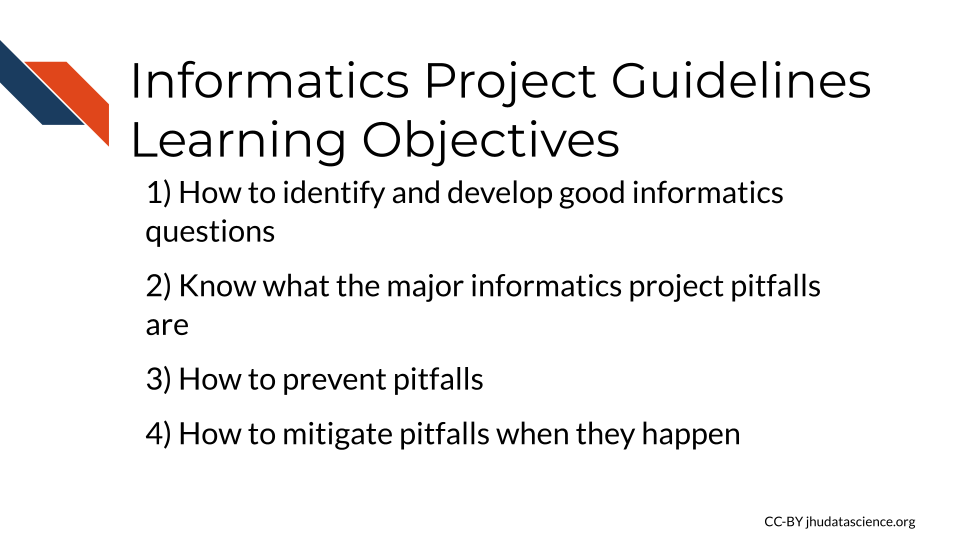 Informatics Project Guidelines
Learning Objectives
1) How to identify and develop good informatics
questions
2) Know what the major informatics project pitfalls
are
3) How to prevent pitfalls
4) How to mitigate pitfalls when they happen
CC-BY jhudatascience.org